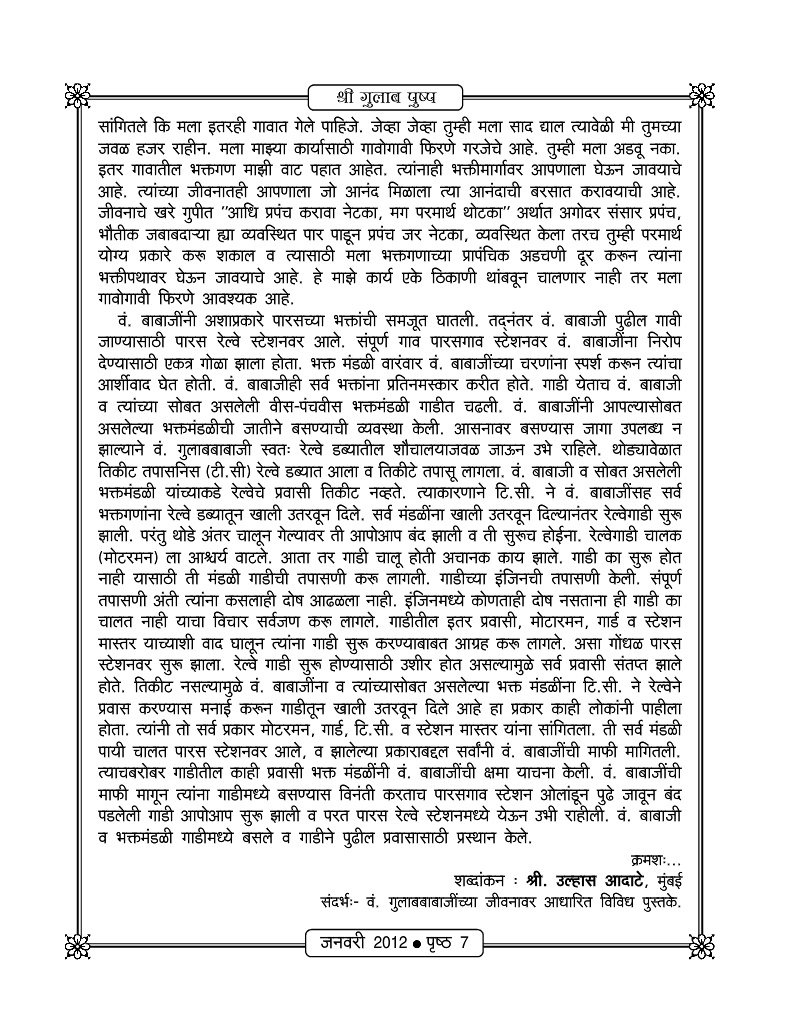 श्री गुलाब पुष्प
सांगितले कि मला इतरही गावात गेले पाहिजे. जेव्हा जेव्हा तुम्ही मला साद द्याल त्यावेळी मी तुमच्या
जवळ हजर राहीन. मला माझ्या कार्यासाठी गावोगावी फिरणे गरजेचे आहे. तुम्ही मला अडवू नका.
इतर गावातील भक्तगण माझी वाट पहात आहेत. त्यांनाही भक्तीमार्गावर आपणाला घेऊन जावयाचे
आहे. त्यांच्या जीवनातही आपणाला जो आनंद मिळाला त्या आनंदाची बरसात करावयाची आहे.
जीवनाचे खरे गुपीत "आधि प्रपंच करावा नेटका, मग परमार्थ थोटका" अर्थात अगोदर संसार प्रपंच,
भौतीक जबाबदाऱ्या ह्या व्यवस्थित पार पाडून प्रपंच जर नेटका, व्यवस्थित केला तरच तुम्ही परमार्थ
योग्य प्रकारे करू शकाल व त्यासाठी मला भक्तगणाच्या प्रापंचिक अडचणी दूर करून त्यांना
भक्तीपथावर घेऊन जावयाचे आहे. हे माझे कार्य एके ठिकाणी थांबवून चालणार नाही तर मला
गावोगावी फिरणे आवश्यक आहे.
वं. बाबाजींनी अशाप्रकारे पारसच्या भक्तांची समजूत घातली. तद्‌नंतर वं. बाबाजी पुढील गावी
जाण्यासाठी पारस रेल्वे स्टेशनवर आले. संपूर्ण गाव पारसगाव स्टेशनवर वं. बाबाजींना निरोप
देण्यासाठी एकत्र गोळा झाला होता. भक्त मंडळी वारंवार वं. बाबाजींच्या चरणांना स्पर्श करून त्यांचा
आर्शीवाद घेत होती. वं. बाबाजीही सर्व भक्तांना प्रतिनमस्कार करीत होते. गाडी येताच वं. बाबाजी
व त्यांच्या सोबत असलेली वीस-पंचवीस भक्तमंडळी गाडीत चढली. वं. बाबाजींनी आपल्यासोबत
असलेल्या भक्तमंडळीची जातीने बसण्याची व्यवस्था केली. आसनावर बसण्यास जागा उपलब्ध न
झाल्याने वं. गुलाबबाबाजी स्वतः रेल्वे डब्यातील शौचालयाजवळ जाऊन उभे राहिले. थोड्यावेळात
तिकीट तपासनिस (टी.सी) रेल्वे डब्यात आला व तिकीटे तपासू लागला. वं. बाबाजी व सोबत असलेली
भक्तमंडळी यांच्याकडे रेल्वेचे प्रवासी तिकीट नव्हते. त्याकारणाने टि.सी. ने वं. बाबाजींसह सर्व
भक्तगणांना रेल्वे डब्यातून खाली उतरवून दिले. सर्व मंडळींना खाली उतरवून दिल्यानंतर रेल्वेगाडी सुरू
झाली. परंतु थोडे अंतर चालून गेल्यावर ती आपोआप बंद झाली व ती सुरूच होईना. रेल्वेगाडी चालक
(मोटरमन) ला आश्चर्य वाटले. आता तर गाडी चालू होती अचानक काय झाले. गाडी का सुरू होत
नाही यासाठी ती मंडळी गाडीची तपासणी करू लागली. गाडीच्या इंजिनची तपासणी केली. संपूर्ण
तपासणी अंती त्यांना कसलाही दोष आढळला नाही. इंजिनमध्ये कोणताही दोष नसताना ही गाडी का
चालत नाही याचा विचार सर्वजण करू लागले. गाडीतील इतर प्रवासी, मोटारमन, गार्ड व स्टेशन
मास्तर याच्याशी वाद घालून त्यांना गाडी सुरू करण्याबाबत आग्रह करू लागले. असा गोंधळ पारस
स्टेशनवर सुरू झाला. रेल्वे गाडी सुरू होण्यासाठी उशीर होत असल्यामुळे सर्व प्रवासी संतप्त झाले
होते. तिकीट नसल्यामुळे वं. बाबाजींना व त्यांच्यासोबत असलेल्या भक्त मंडळींना टि.सी. ने रेल्वेने
प्रवास करण्यास मनाई करून गाडीतून खाली उतरवून दिले आहे हा प्रकार काही लोकांनी पाहीला
होता. त्यांनी तो सर्व प्रकार मोटरमन, गार्ड, टि.सी. व स्टेशन मास्तर यांना सांगितला. ती सर्व मंडळी
पायी चालत पारस स्टेशनवर आले, व झालेल्या प्रकाराबद्दल सर्वांनी वं. बाबाजींची माफी मागितली.
त्याचबरोबर गाडीतील काही प्रवासी भक्त मंडळींनी वं. बाबाजींची क्षमा याचना केली. वं. बाबाजींची
माफी मागून त्यांना गाडीमध्ये बसण्यास विनंती करताच पारसगाव स्टेशन ओलांडून पुढे जावून बंद
पडलेली गाडी आपोआप सुरू झाली व परत पारस रेल्वे स्टेशनमध्ये येऊन उभी राहीली. वं. बाबाजी
व भक्तमंडळी गाडीमध्ये बसले व गाडीने पुढील प्रवासासाठी प्रस्थान केले.
क्रमशः...
शब्दांकन : श्री. उल्हास आदाटे, मुंबई
संदर्भः- वं. गुलाबबाबाजींच्या जीवनावर आधारित विविध पुस्तके.
जनवरी 2012 ● पृष्ठ 7